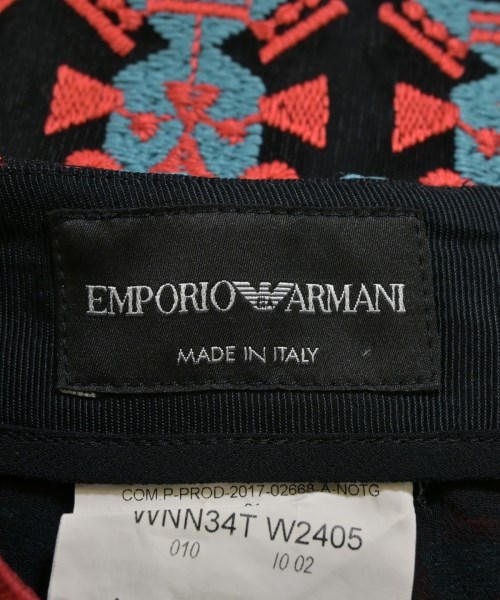 EMPORIO ARMANI
MADE IN ITALY
COM.P-PROD-2017-02668-A-NOTG
WNN34T W2405
010 10 02